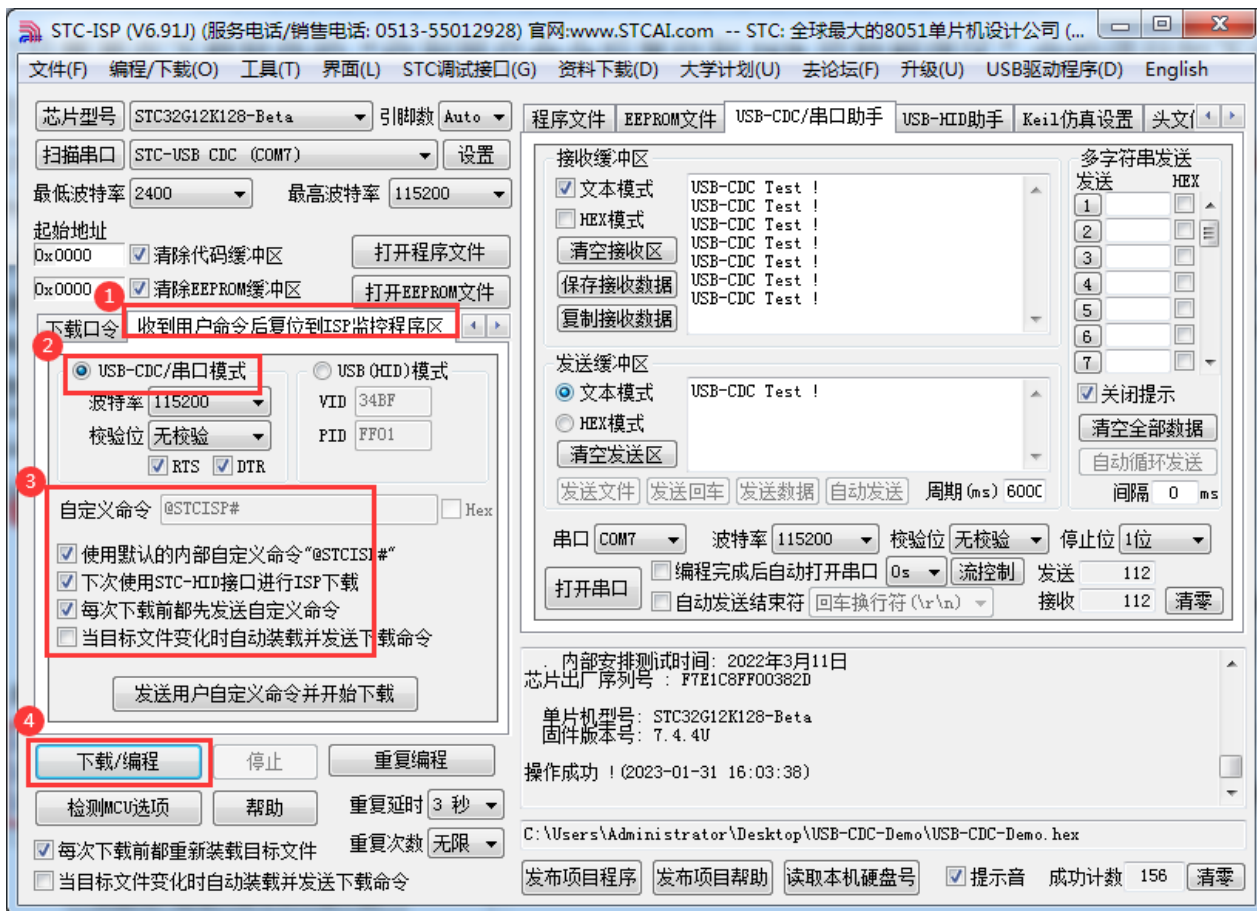 STC-ISP (V6.91J) (服务电话/销售电话: 0513-55012928) 官网:www.STCAI.com -- STC: 全球最大的8051单片机设计公司 (...
文件(F) 编程/下载(O) 工具(T) 界面(L) STC调试接口(G) 资料下载(D) 大学计划(U) 去论坛(F) 升级(U) USB驱动程序(D) English
芯片型号 STC32G12K128-Beta 引脚数 Auto
扫描串口 STC-USB CDC (COM7) 设置
最低波特率 2400 最高波特率 115200
起始地址
0x0000 清除代码缓冲区 打开程序文件
0x0000 清除EEPROM缓冲区 打开EEPROM文件
1
下载口令 收到用户命令后复位到ISP监控程序区
2
USB-CDC/串口模式 USB(HID)模式
波特率 115200 VID 34BF
校验位 无校验 PID FF01
RTS DTR
3
自定义命令 @STCISP# Hex
使用默认的内部自定义命令"@STCISP#"
下次使用STC-HID接口进行ISP下载
每次下载前都先发送自定义命令
当目标文件变化时自动装载并发送下载命令
发送用户自定义命令并开始下载
4
下载/编程 停止 重复编程
检测MCU选项 帮助 重复延时 3 秒
每次下载前都重新装载目标文件 重复次数 无限
当目标文件变化时自动装载并发送下载命令
程序文件 EEPROM文件 USB-CDC/串口助手 USB-HID助手 Keil仿真设置
接收缓冲区
文本模式
HEX模式
清空接收区
保存接收数据
复制接收数据
USB-CDC Test !
USB-CDC Test !
USB-CDC Test !
USB-CDC Test !
USB-CDC Test !
USB-CDC Test !
USB-CDC Test !
发送缓冲区
文本模式
HEX模式
清空发送区
USB-CDC Test !
发送文件 发送回车 发送数据 自动发送 周期(ms)
多字符串发送
发送 HEX
1
2
3
4
5
6
7
关闭提示
清空全部数据
自动循环发送
间隔 0 ms
串口 COM7 波特率 115200 校验位 无校验 停止位 1位
打开串口 编程完成后自动打开串口 0s 流控制 发送 112
自动发送结束符 回车换行符(\r\n) 接收 112 清零
. 内部安排测试时间: 2022年3月11日
芯片出厂序列号 : F7E1C8FF00382D
单片机型号: STC32G12K128-Beta
固件版本号: 7.4.4U
操作成功 !(2023-01-31 16:03:38)
C:\Users\Administrator\Desktop\USB-CDC-Demo\USB-CDC-Demo.hex
发布项目程序 发布项目帮助 读取本机硬盘号 提示音 成功计数 156 清零